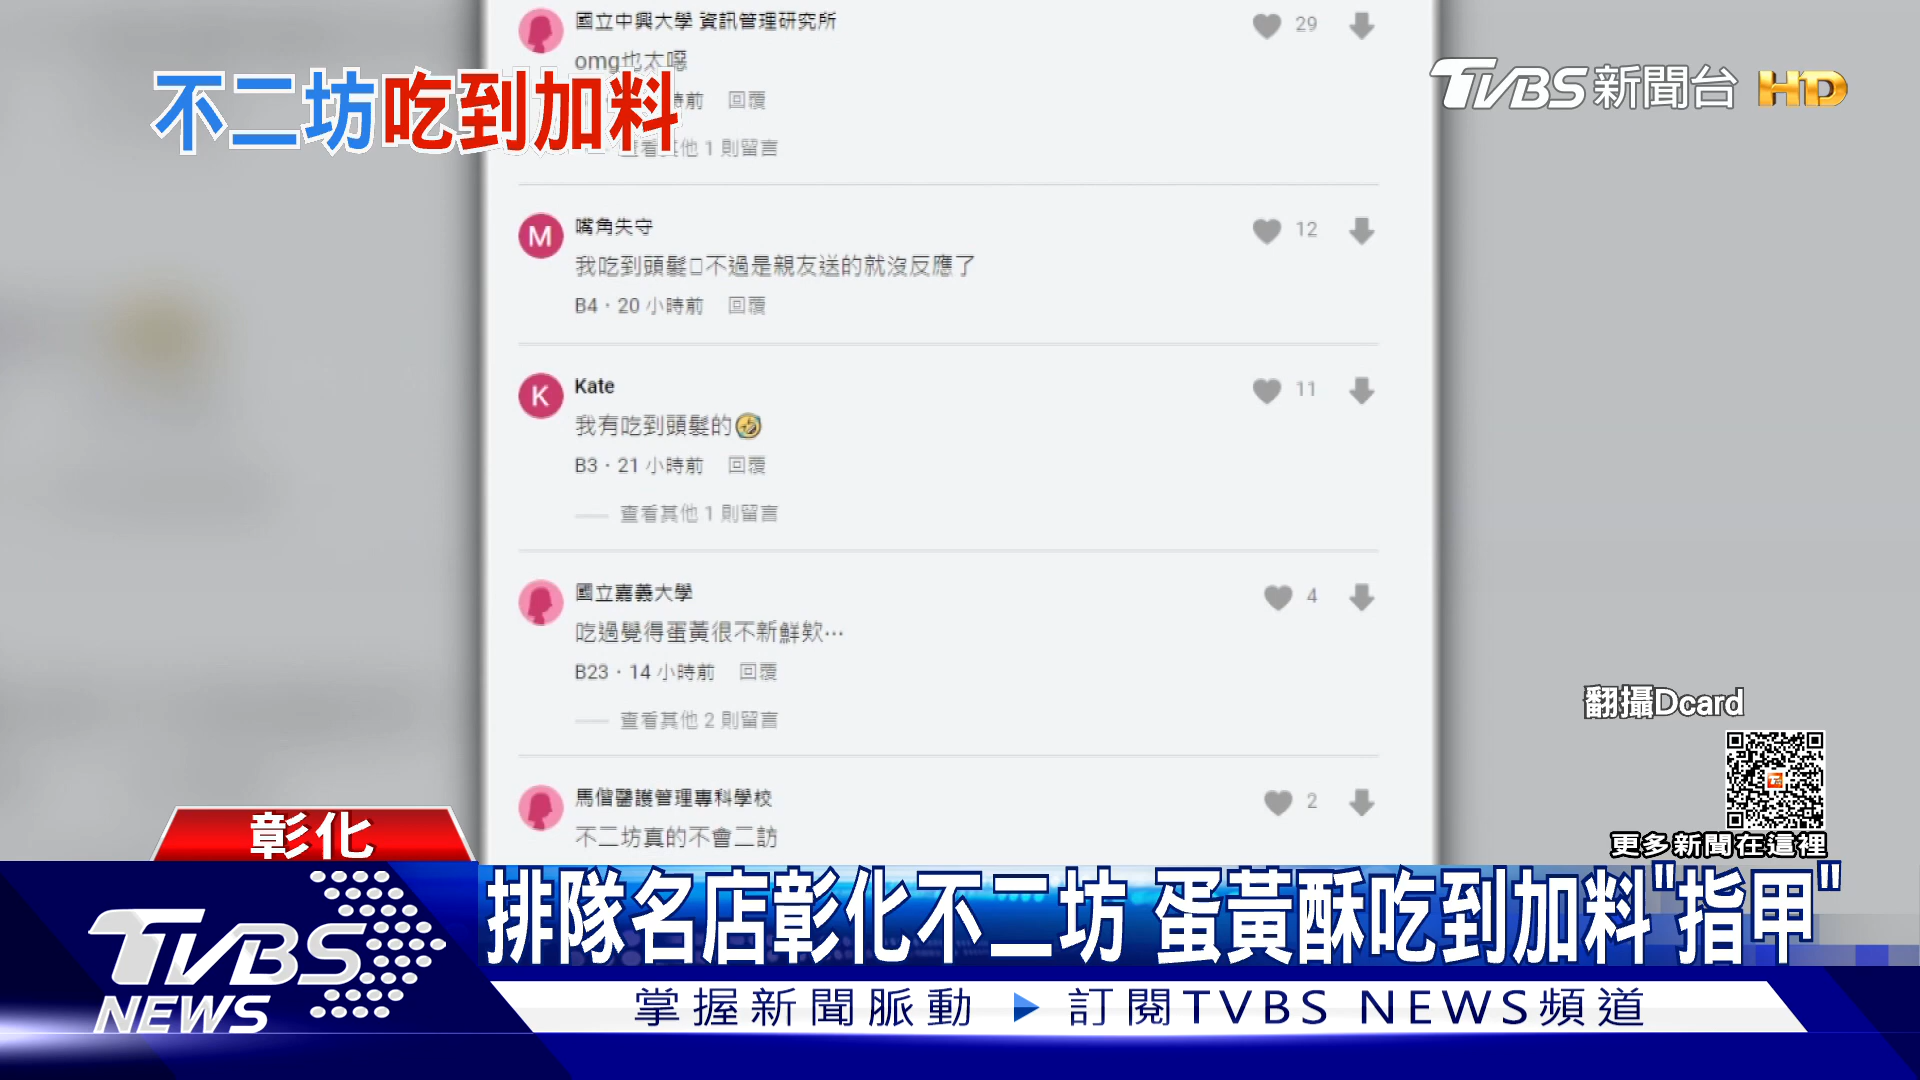 國立中興大學 資訊管理研究所
29
omg也太噁
時前 回覆
查看其他 1 則留言
不二坊吃到加料
TVBS新聞台 HD
M
嘴角失守
12
我吃到頭髮不過是親友送的就沒反應了
B4・20 小時前 回覆
K
Kate
11
我有吃到頭髮的🤣
B3・21 小時前 回覆
查看其他 1 則留言
國立嘉義大學
4
吃過覺得蛋黃很不新鮮欸…
B23・14 小時前 回覆
查看其他 2 則留言
馬偕醫護管理專科學校
2
不二坊真的不會二訪
翻攝Dcard
更多新聞在這裡
彰化
TVBS
NEWS
排隊名店彰化不二坊 蛋黃酥吃到加料"指甲"
掌握新聞脈動 ▶ 訂閱TVBS NEWS頻道